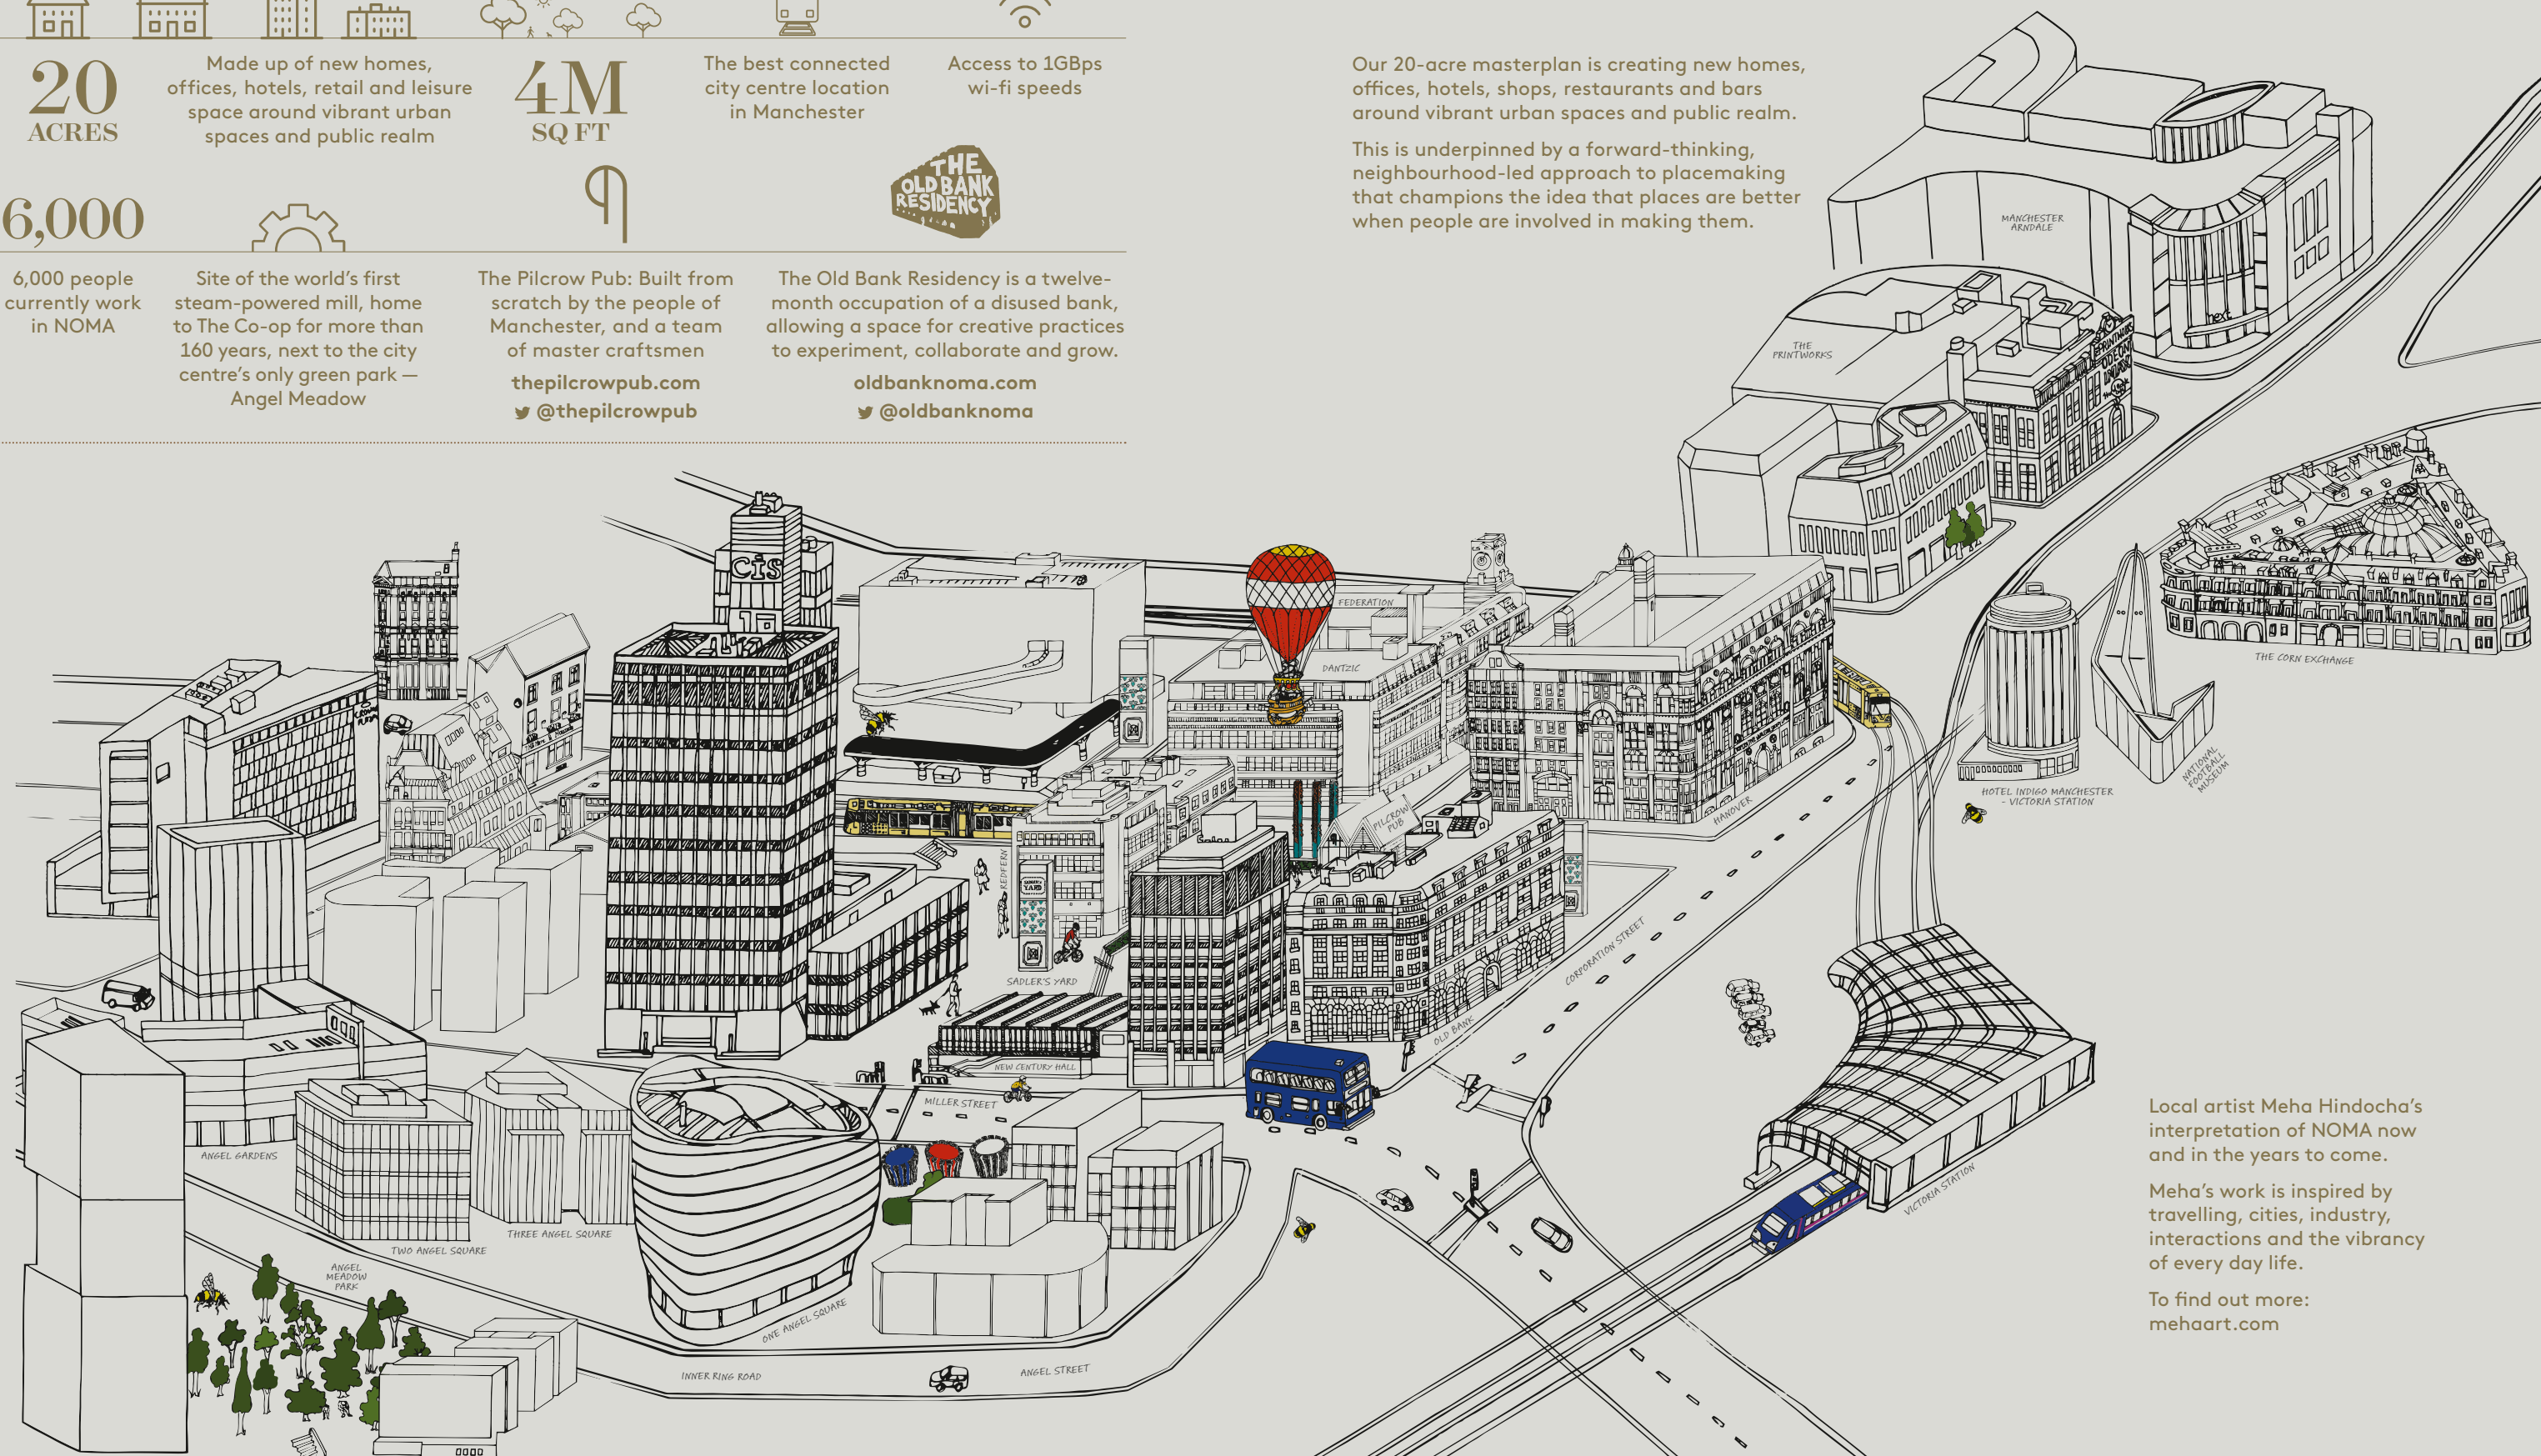 20
ACRES
Made up of new homes,
offices, hotels, retail and leisure
space around vibrant urban
spaces and public realm
4M
SQ FT
The best connected
city centre location
in Manchester
Access to 1GBps
wi-fi speeds
6,000
6,000 people
currently work
in NOMA
Site of the world’s first
steam-powered mill, home
to The Co-op for more than
160 years, next to the city
centre’s only green park —
Angel Meadow
The Pilcrow Pub: Built from
scratch by the people of
Manchester, and a team
of master craftsmen
thepilcrowpub.com
@thepilcrowpub
THE
OLD BANK
RESIDENCY
The Old Bank Residency is a twelve-
month occupation of a disused bank,
allowing a space for creative practices
to experiment, collaborate and grow.
oldbanknoma.com
@oldbanknoma
Our 20-acre masterplan is creating new homes,
offices, hotels, shops, restaurants and bars
around vibrant urban spaces and public realm.
This is underpinned by a forward-thinking,
neighbourhood-led approach to placemaking
that champions the idea that places are better
when people are involved in making them.
MANCHESTER
ARNDALE
next
THE
PRINTWORKS
PRINTWORKS
ODEON
IMAX
THE CORN EXCHANGE
NATIONAL
FOOTBALL
MUSEUM
HOTEL INDIGO MANCHESTER
- VICTORIA STATION
CIS
CROWNE
PLAZA
FEDERATION
DANTZIC
HANOVER
PILCROW
PUB
REDFERN
SADLER'S
YARD
SADLER'S YARD
CORPORATION STREET
OLD BANK
NEW CENTURY HALL
MILLER STREET
ANGEL GARDENS
TWO ANGEL SQUARE
THREE ANGEL SQUARE
ANGEL
MEADOW
PARK
ONE ANGEL SQUARE
INNER RING ROAD
ANGEL STREET
VICTORIA STATION
Local artist Meha Hindocha’s
interpretation of NOMA now
and in the years to come.
Meha’s work is inspired by
travelling, cities, industry,
interactions and the vibrancy
of every day life.
To find out more:
mehaart.com